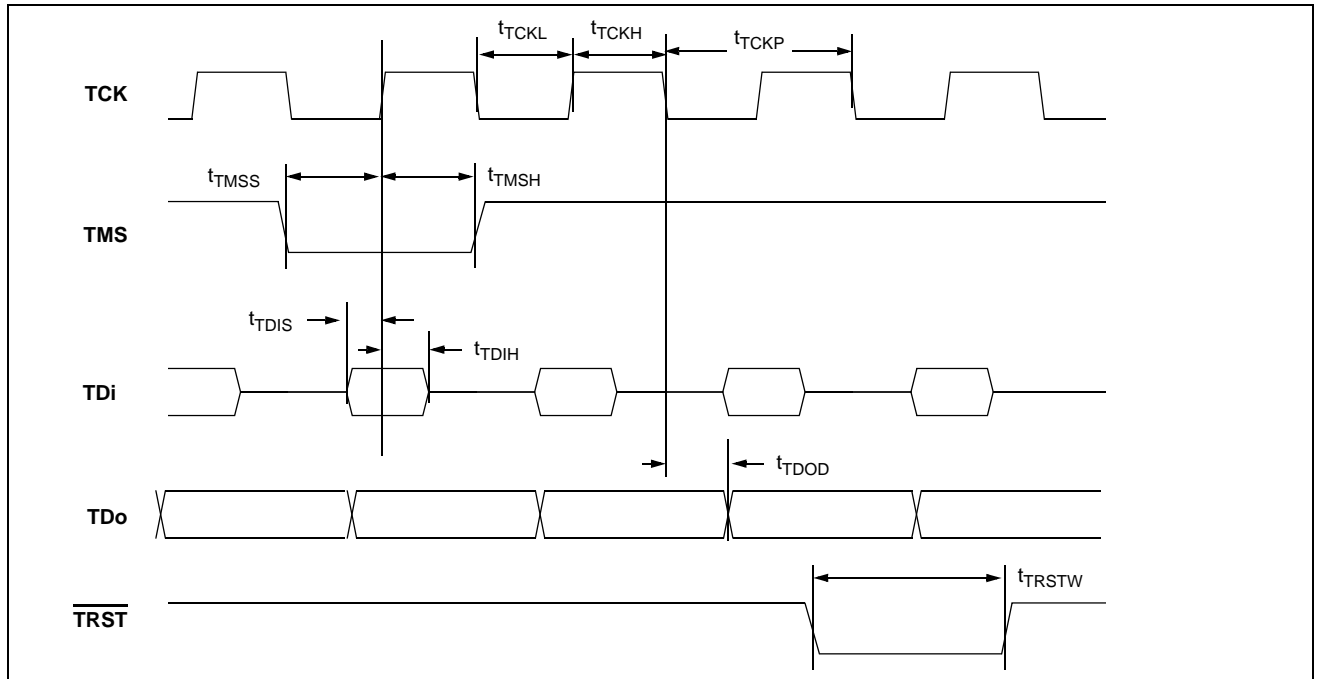 tTCKL tTCKH tTCKP
TCK
tTMSS tTMSH
TMS
tTDIS
tTDIH
TDi
tTDOD
TDo
tTRSTW
TRST